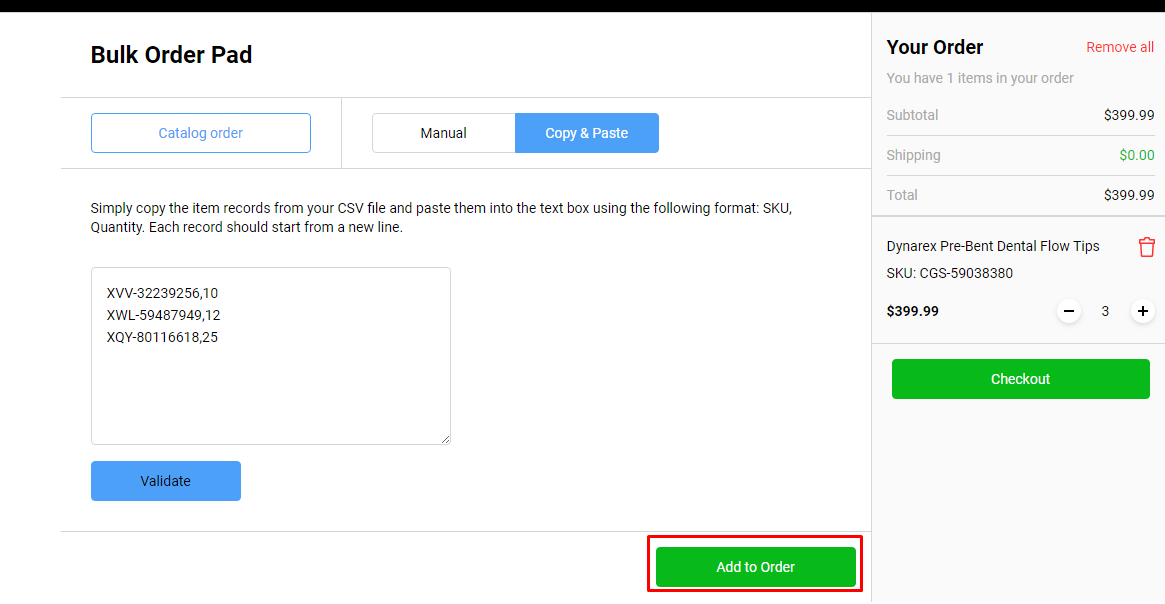 Bulk Order Pad
Catalog order
Manual
Copy & Paste
Simply copy the item records from your CSV file and paste them into the text box using the following format: SKU,
Quantity. Each record should start from a new line.
XVV-32239256,10
XWL-59487949,12
XQY-80116618,25
Validate
Add to Order
Your Order
Remove all
You have 1 items in your order
Subtotal $399.99
Shipping $0.00
Total $399.99
Dynarex Pre-Bent Dental Flow Tips
SKU: CGS-59038380
$399.99 3
Checkout